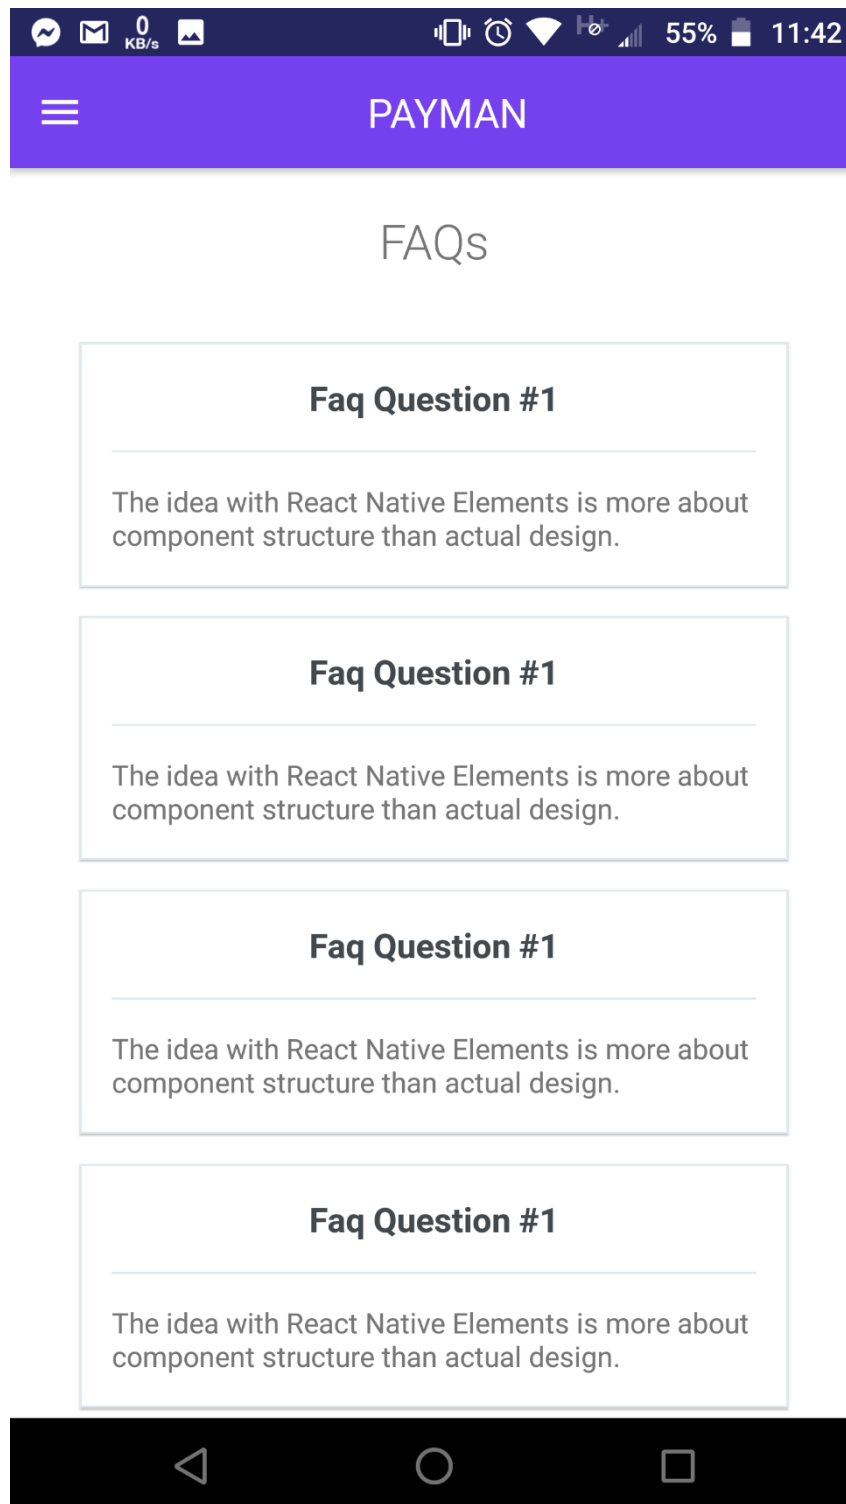 0
KB/s
55%
11:42
PAYMAN
FAQs
Faq Question #1
The idea with React Native Elements is more about
component structure than actual design.
Faq Question #1
The idea with React Native Elements is more about
component structure than actual design.
Faq Question #1
The idea with React Native Elements is more about
component structure than actual design.
Faq Question #1
The idea with React Native Elements is more about
component structure than actual design.